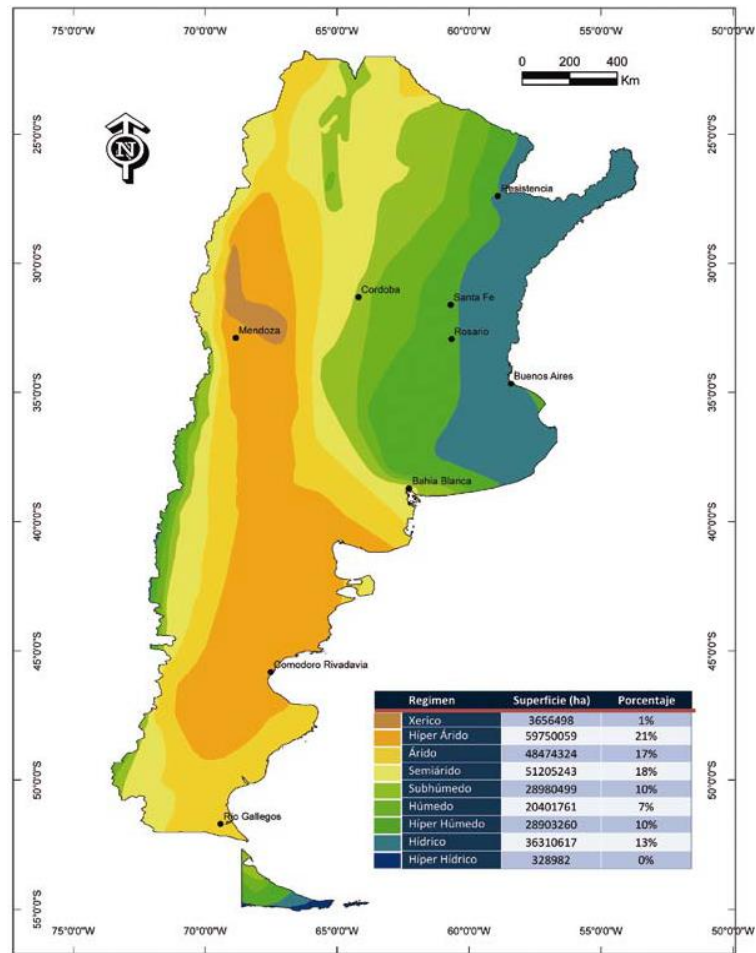 75°0'0"O 70°0'0"O 65°0'0"O 60°0'0"O 55°0'0"O 50°0'0"O
0 200 400
Km
N
25°0'0"S 25°0'0"S
Resistencia
30°0'0"S 30°0'0"S
Cordoba
Santa Fe
Mendoza
Rosario
Buenos Aires
35°0'0"S 35°0'0"S
Bahía Blanca
40°0'0"S 40°0'0"S
45°0'0"S 45°0'0"S
Comodoro Rivadavia
Regimen Superficie (ha) Porcentaje
Xerico 3656498 1%
Híper Árido 59750059 21%
Árido 48474324 17%
Semiárido 51205243 18%
Subhúmedo 28980499 10%
Húmedo 20401761 7%
Híper Húmedo 28903260 10%
Hídrico 36310617 13%
Híper Hídrico 328982 0%
50°0'0"S 50°0'0"S
Río Gallegos
55°0'0"S 55°0'0"S
75°0'0"O 70°0'0"O 65°0'0"O 60°0'0"O 55°0'0"O 50°0'0"O